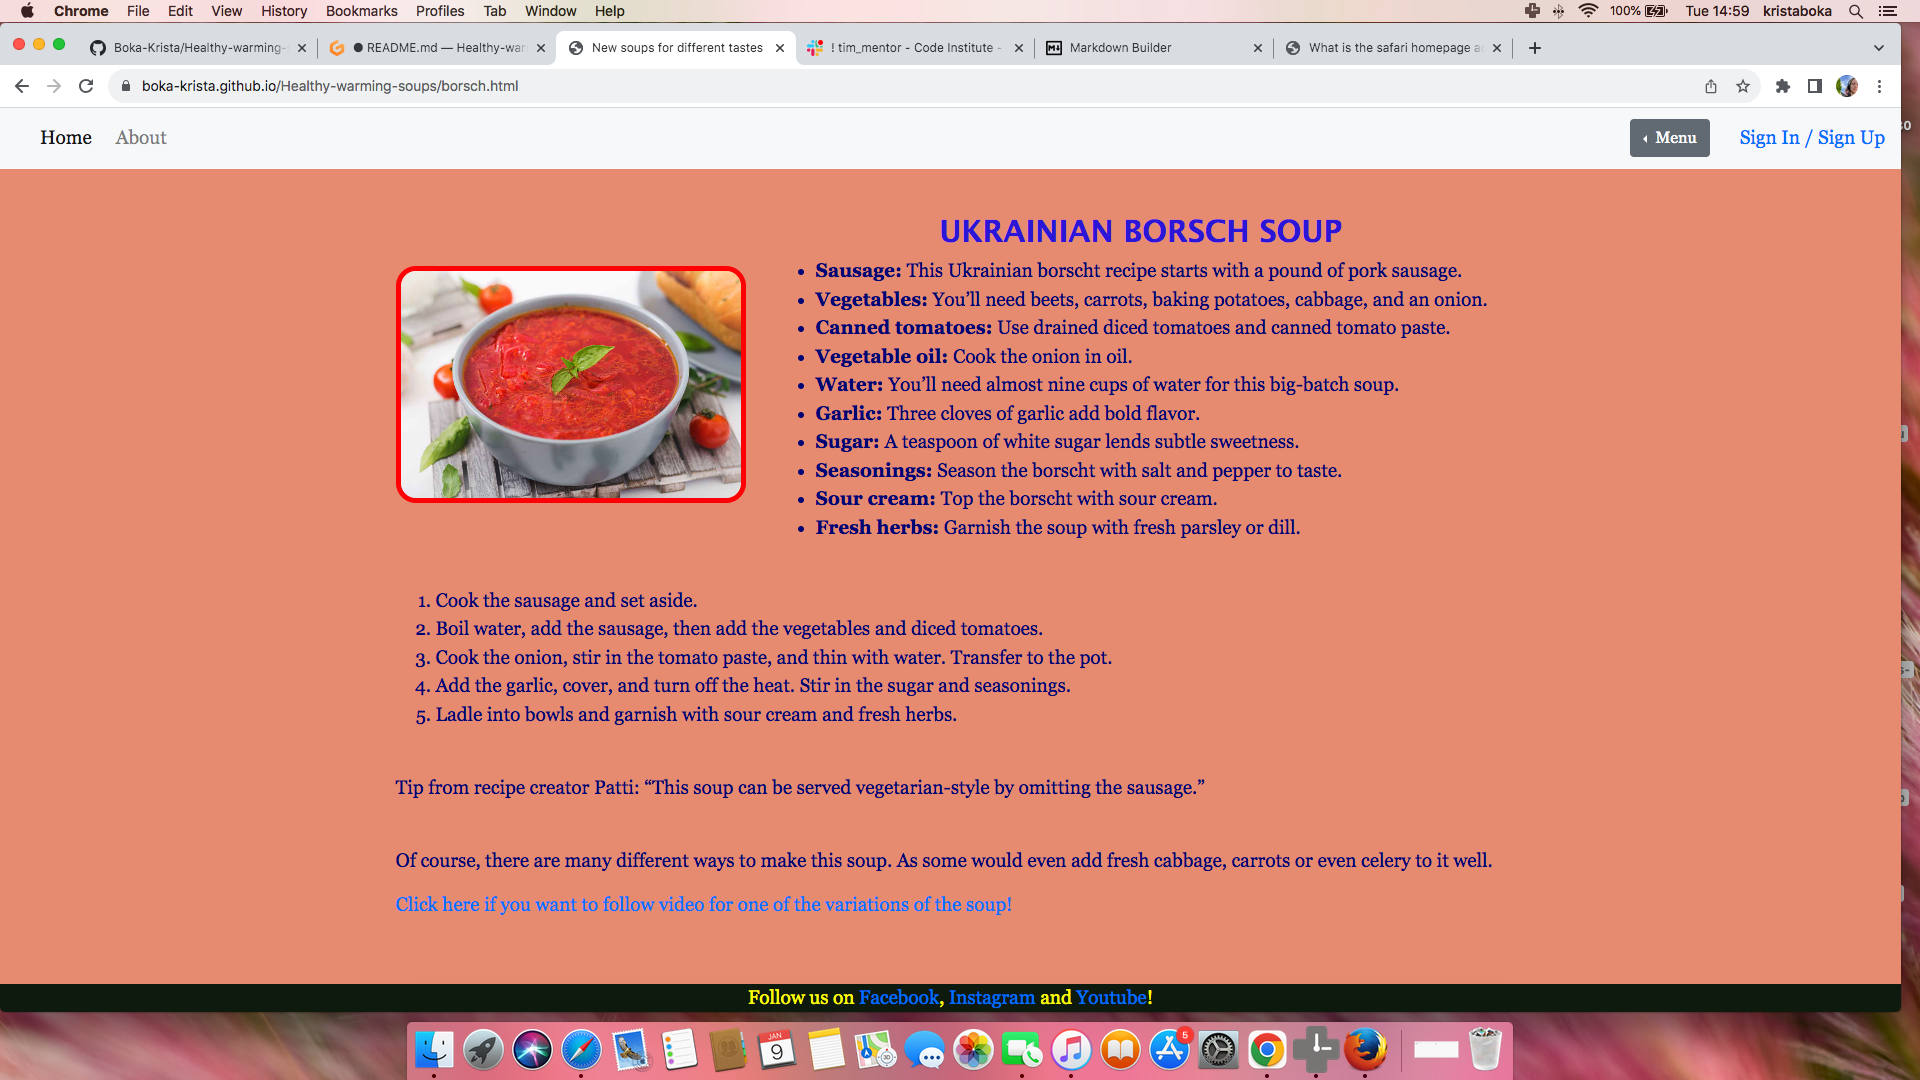 Chrome File Edit View History Bookmarks Profiles Tab Window Help 100% Tue 14:59 kristaboka
Boka-Krista/Healthy-warming- README.md — Healthy-war New soups for different tastes ! tim_mentor - Code Institute - Markdown Builder What is the safari homepage a
boka-krista.github.io/Healthy-warming-soups/borsch.html
Home About Menu Sign In / Sign Up
UKRAINIAN BORSCH SOUP
• Sausage: This Ukrainian borscht recipe starts with a pound of pork sausage.
• Vegetables: You’ll need beets, carrots, baking potatoes, cabbage, and an onion.
• Canned tomatoes: Use drained diced tomatoes and canned tomato paste.
• Vegetable oil: Cook the onion in oil.
• Water: You’ll need almost nine cups of water for this big-batch soup.
• Garlic: Three cloves of garlic add bold flavor.
• Sugar: A teaspoon of white sugar lends subtle sweetness.
• Seasonings: Season the borscht with salt and pepper to taste.
• Sour cream: Top the borscht with sour cream.
• Fresh herbs: Garnish the soup with fresh parsley or dill.
1. Cook the sausage and set aside.
2. Boil water, add the sausage, then add the vegetables and diced tomatoes.
3. Cook the onion, stir in the tomato paste, and thin with water. Transfer to the pot.
4. Add the garlic, cover, and turn off the heat. Stir in the sugar and seasonings.
5. Ladle into bowls and garnish with sour cream and fresh herbs.
Tip from recipe creator Patti: “This soup can be served vegetarian-style by omitting the sausage.”
Of course, there are many different ways to make this soup. As some would even add fresh cabbage, carrots or even celery to it well.
Click here if you want to follow video for one of the variations of the soup!
Follow us on Facebook, Instagram and Youtube!
JAN
9
5